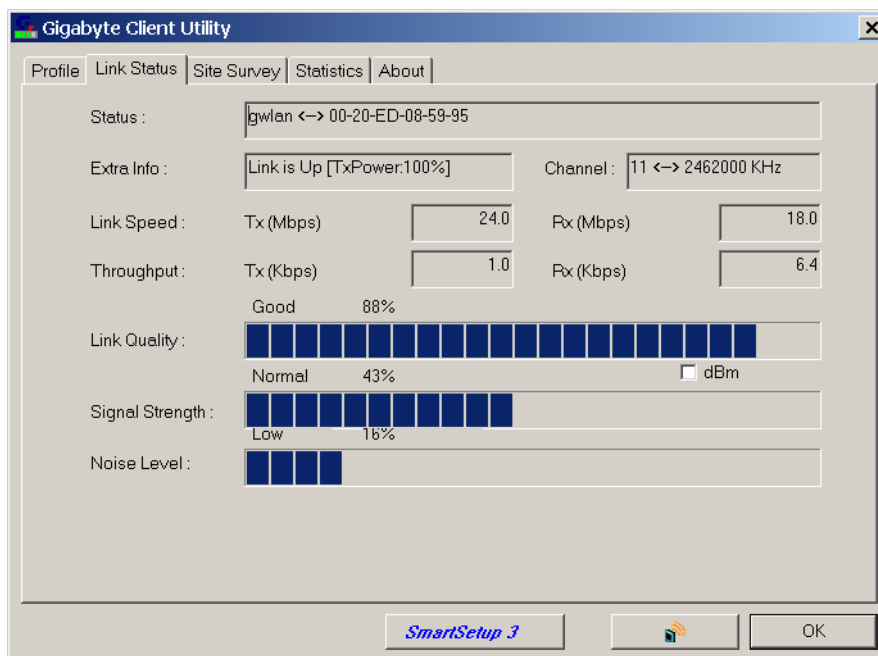 Gigabyte Client Utility
Profile Link Status Site Survey Statistics About
Status : gwlan <--> 00-20-ED-08-59-95
Extra Info : Link is Up [TxPower:100%] Channel : 11 <--> 2462000 KHz
Link Speed : Tx (Mbps) 24.0 Rx (Mbps) 18.0
Throughput : Tx (Kbps) 1.0 Rx (Kbps) 6.4
Good 88%
Link Quality :
Normal 43% dBm
Signal Strength :
Low 16%
Noise Level :
SmartSetup 3 OK